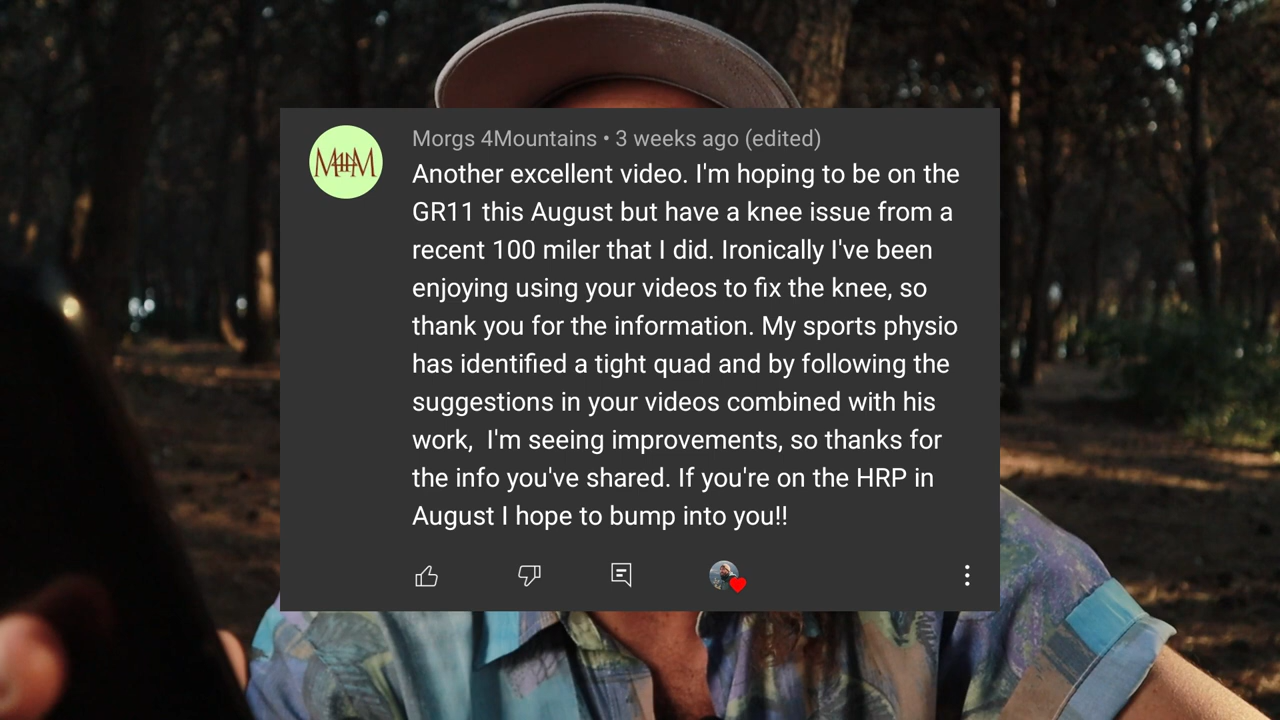 M4M
Morgs 4Mountains • 3 weeks ago (edited)
Another excellent video. I'm hoping to be on the
GR11 this August but have a knee issue from a
recent 100 miler that I did. Ironically I've been
enjoying using your videos to fix the knee, so
thank you for the information. My sports physio
has identified a tight quad and by following the
suggestions in your videos combined with his
work,  I'm seeing improvements, so thanks for
the info you've shared. If you're on the HRP in
August I hope to bump into you!!